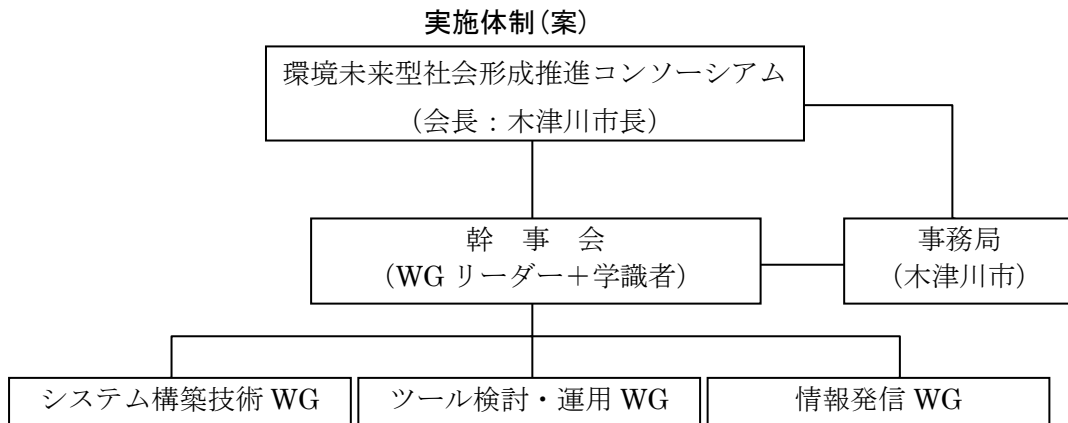 実施体制(案)
環境未来型社会形成推進コンソーシアム
(会長:木津川市長)
幹 事 会
(WG リーダー+学識者)
事務局
(木津川市)
システム構築技術 WG
ツール検討・運用 WG
情報発信 WG